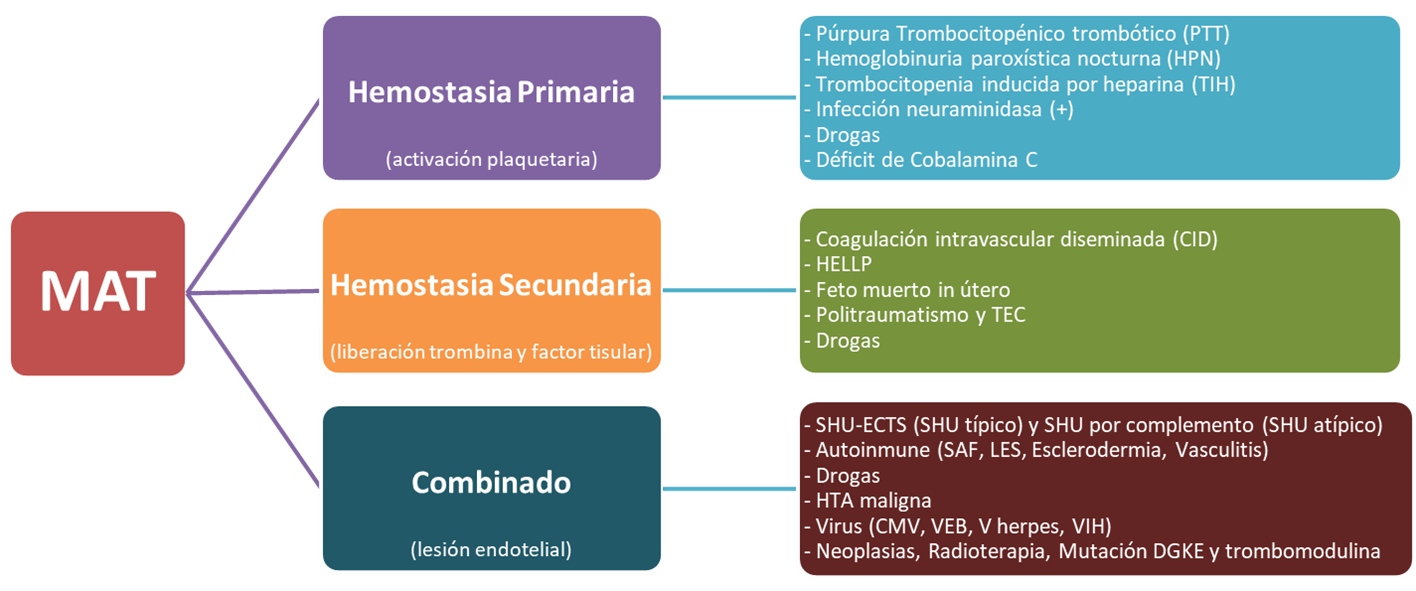 MAT
Hemostasia Primaria
(activación plaquetaria)
- Púrpura Trombocitopénico trombótico (PTT)
- Hemoglobinuria paroxística nocturna (HPN)
- Trombocitopenia inducida por heparina (TIH)
- Infección neuraminidasa (+)
- Drogas
- Déficit de Cobalamina C
Hemostasia Secundaria
(liberación trombina y factor tisular)
- Coagulación intravascular diseminada (CID)
- HELLP
- Feto muerto in útero
- Politraumatismo y TEC
- Drogas
Combinado
(lesión endotelial)
- SHU-ECTS (SHU típico) y SHU por complemento (SHU atípico)
- Autoinmune (SAF, LES, Esclerodermia, Vasculitis)
- Drogas
- HTA maligna
- Virus (CMV, VEB, V herpes, VIH)
- Neoplasias, Radioterapia, Mutación DGKE y trombomodulina